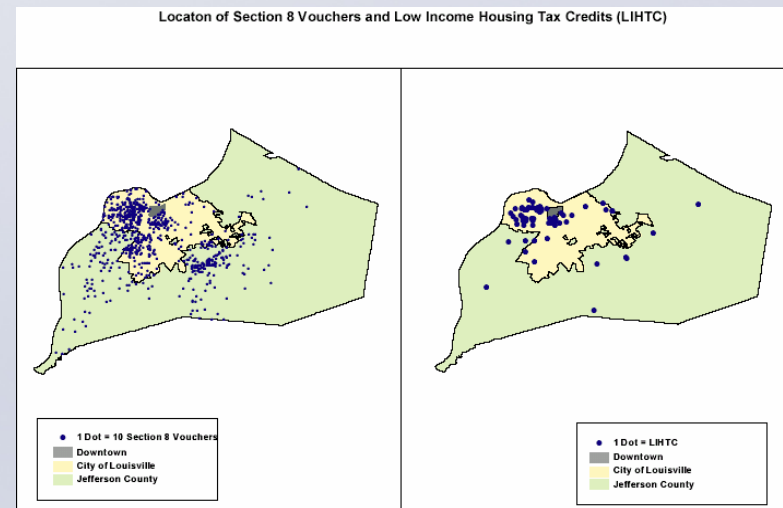 Locaton of Section 8 Vouchers and Low Income Housing Tax Credits (LIHTC)
1 Dot = 10 Section 8 Vouchers
Downtown
City of Louisville
Jefferson County
1 Dot = LIHTC
Downtown
City of Louisville
Jefferson County